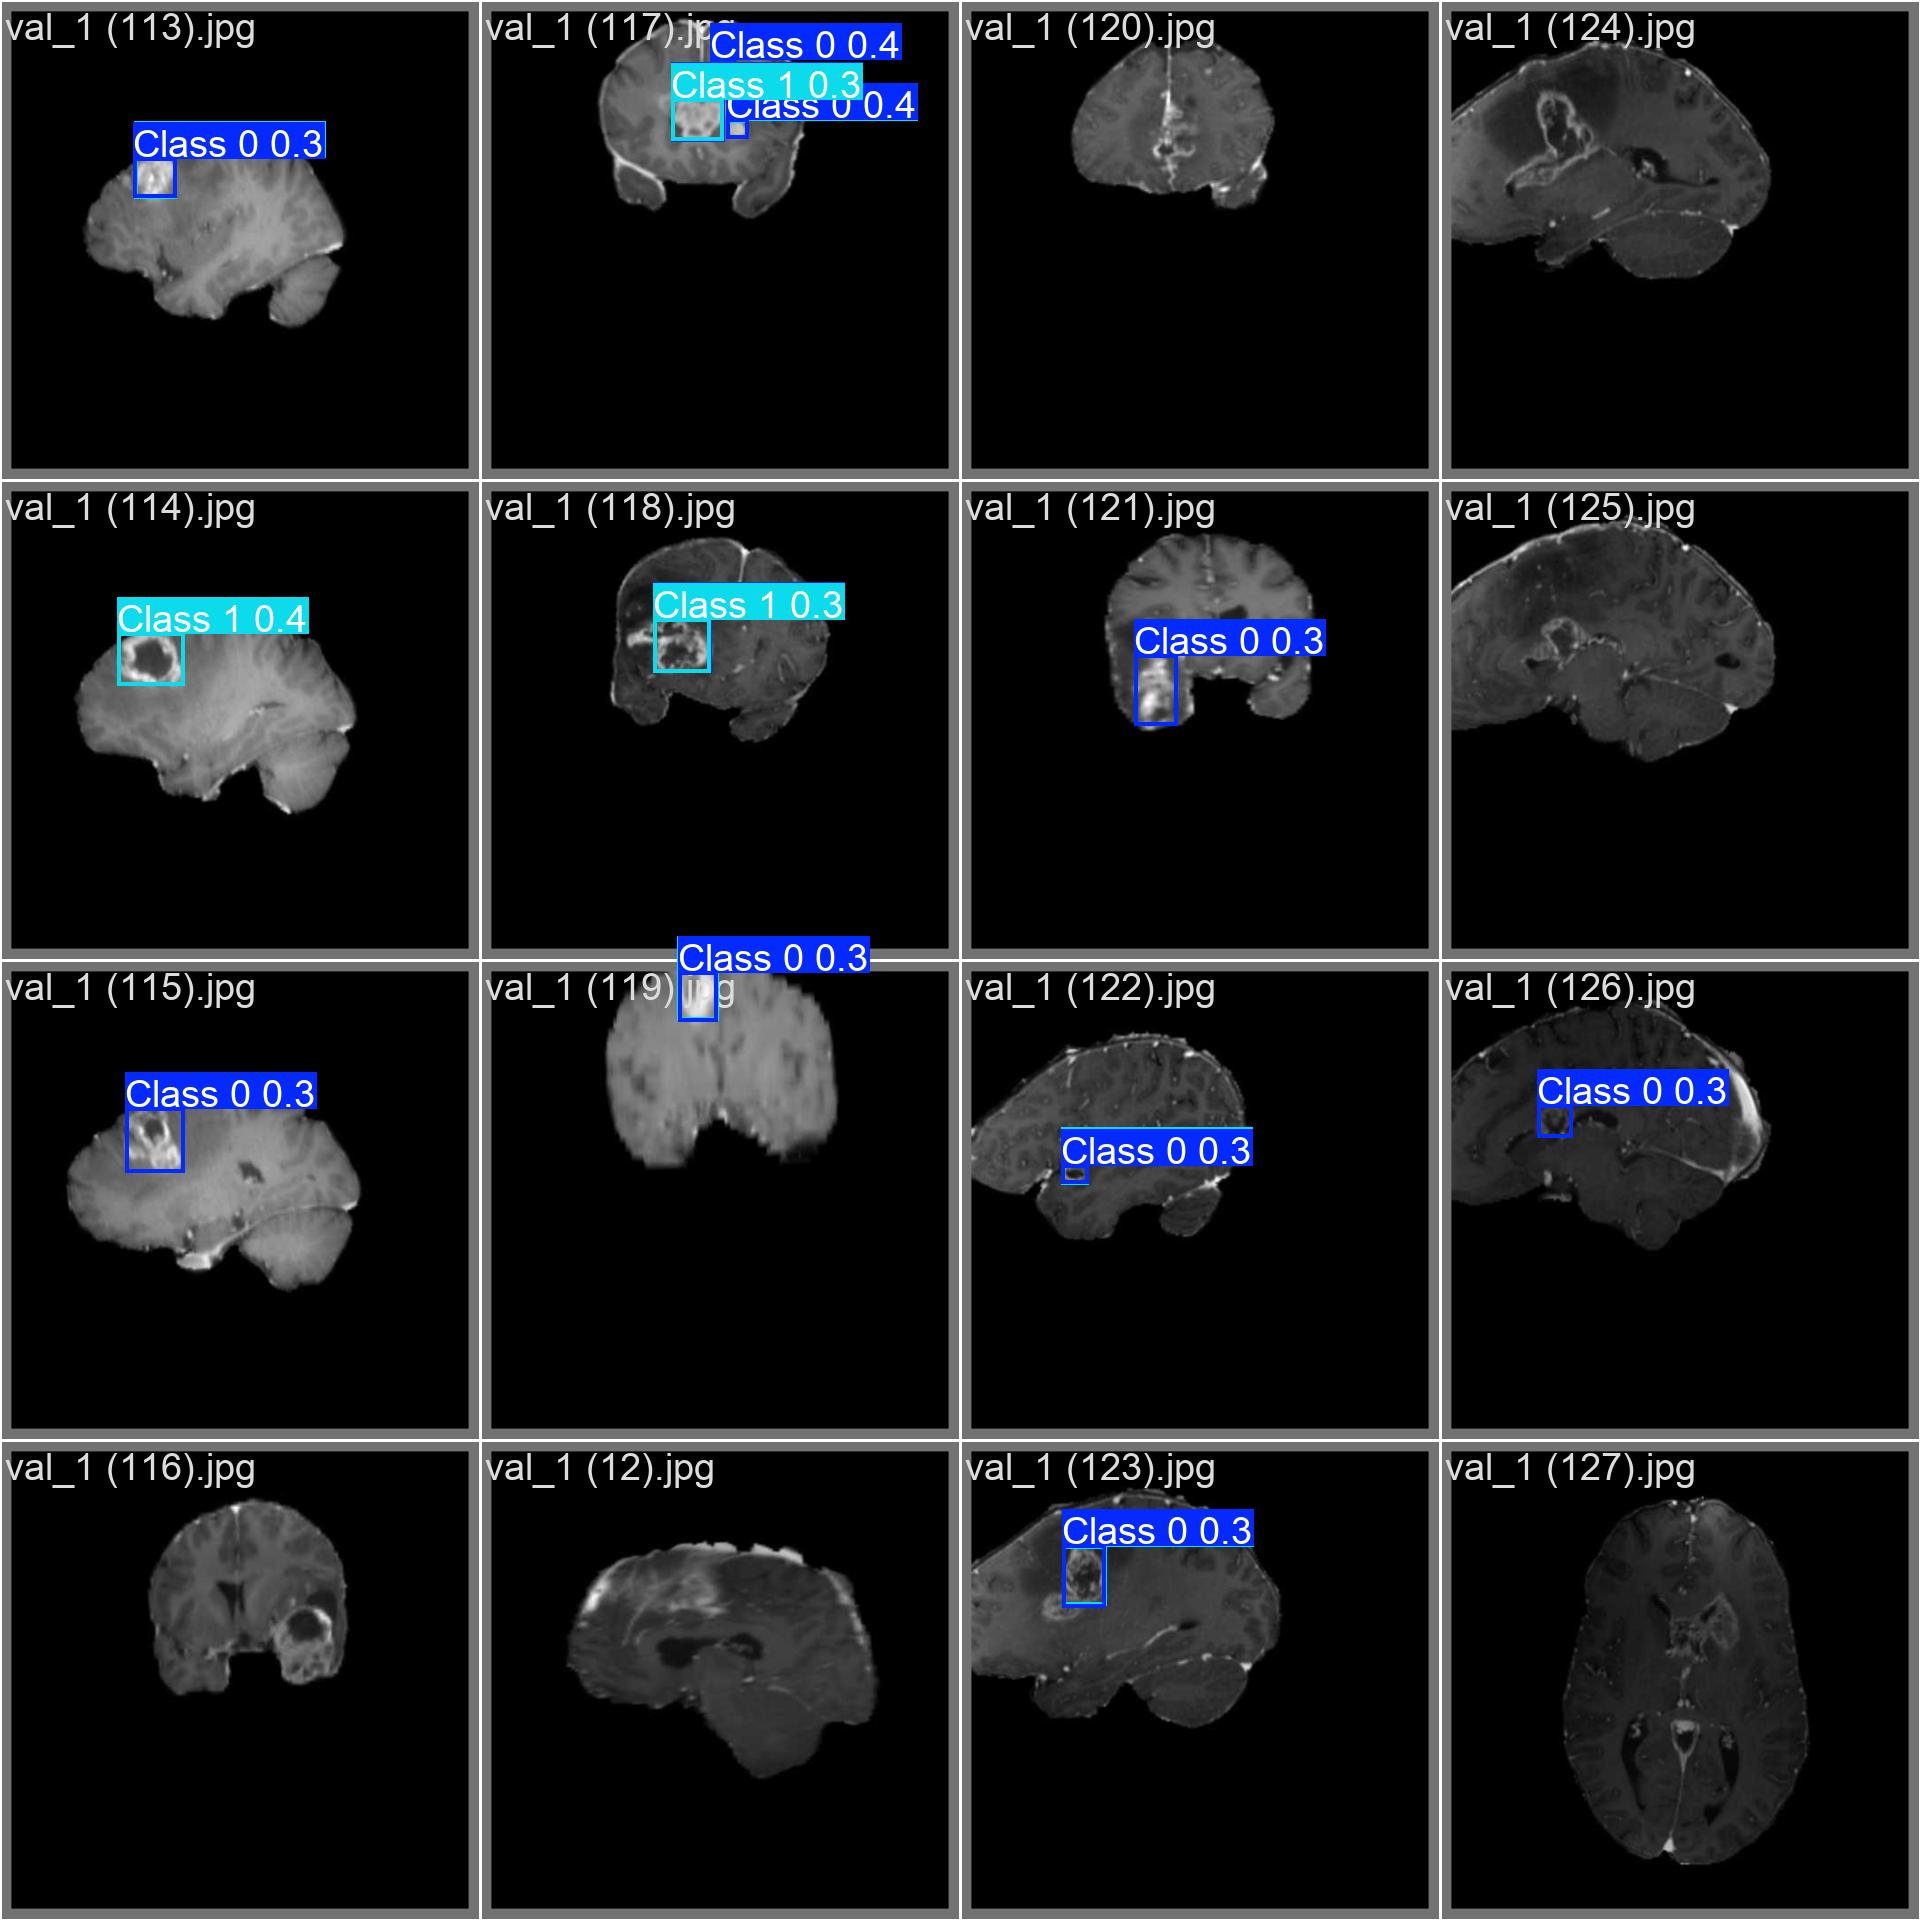 val_1 (113).jpg
Class 0 0.3
val_1 (117).jpg
Class 0 0.4
Class 1 0.3
Class 0 0.4
val_1 (120).jpg
val_1 (124).jpg
val_1 (114).jpg
Class 1 0.4
val_1 (118).jpg
Class 1 0.3
val_1 (121).jpg
Class 0 0.3
val_1 (125).jpg
val_1 (115).jpg
Class 0 0.3
val_1 (119).jpg
Class 0 0.3
val_1 (122).jpg
Class 0 0.3
val_1 (126).jpg
Class 0 0.3
val_1 (116).jpg
val_1 (12).jpg
val_1 (123).jpg
Class 0 0.3
val_1 (127).jpg